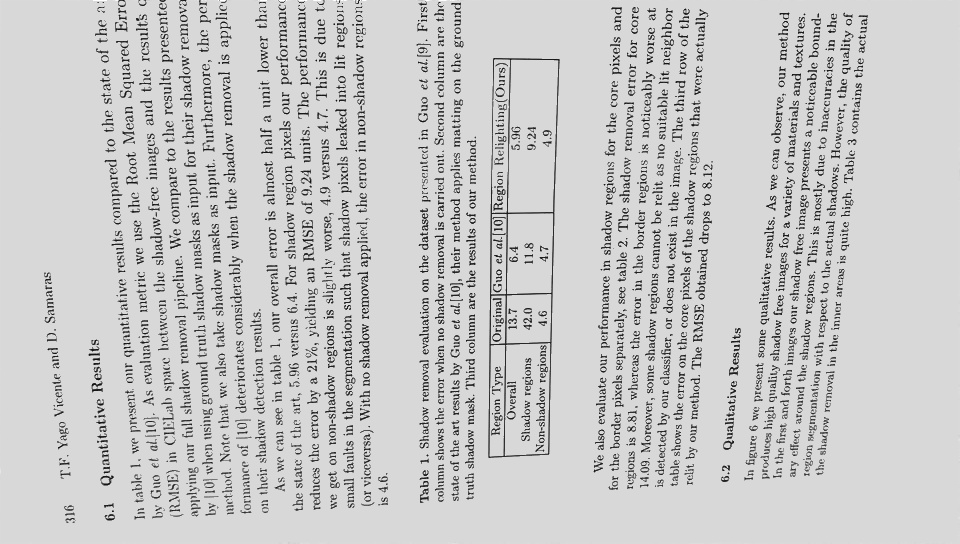 316 T.F. Yago Vicente and D. Samaras
6.1 Quantitative Results
In table 1, we present our quantitative results compared to the state of the
by Guo et al.[10]. As evaluation metric we use the Root Mean Squared
(RMSE) in CIELab space between the shadow-free images and the results
applying our full shadow removal pipeline. We compare to the results presented
by [10] when using ground truth shadow masks as input for their shadow
method. Note that we also take shadow masks as input. Furthermore, the
formance of [10] deteriorates considerably when the shadow removal is
on their shadow detection results.
As we can see in table 1, our overall error is almost half a unit lower
the state of the art, 5.96 versus 6.4. For shadow region pixels our
reduces the error by a 21%, yielding an RMSE of 9.24 units. The
we get on non-shadow regions is slightly worse, 4.9 versus 4.7. This is due to
small faults in the segmentation such that shadow pixels leaked into lit regions
(or viceversa). With no shadow removal applied, the error in non-shadow regions
is 4.6.
Table 1. Shadow removal evaluation on the dataset presented in Guo et al.[9]. First
column shows the error when no shadow removal is carried out. Second column are the
state of the art results by Guo et al.[10], their method applies matting on the ground
truth shadow mask. Third column are the results of our method.
Region Type Original Guo et al. [10] Region Relighting(Ours)
Overall 13.7 6.4 5.96
Shadow regions 42.0 11.8 9.24
Non-shadow regions 4.6 4.7 4.9
We also evaluate our performance in shadow regions for the core pixels and
for the border pixels separately, see table 2. The shadow removal error for core
regions is 8.81, whereas the error in the border regions is noticeably worse at
14.09. Moreover, some shadow regions cannot be relit as no suitable lit neighbor
is detected by our classifier, or does not exist in the image. The third row of the
table shows the error on the core pixels of the shadow regions that were actually
relit by our method. The RMSE obtained drops to 8.12.
6.2 Qualitative Results
In figure 6 we present some qualitative results. As we can observe, our method
produces high quality shadow free images for a variety of materials and textures.
In the first and forth images our shadow free image presents a noticeable bound-
ary effect around the shadow regions. This is mostly due to inaccuracies in the
region segmentation with respect to the actual shadows. However, the quality of
the shadow removal in the inner areas is quite high. Table 3 contains the actual